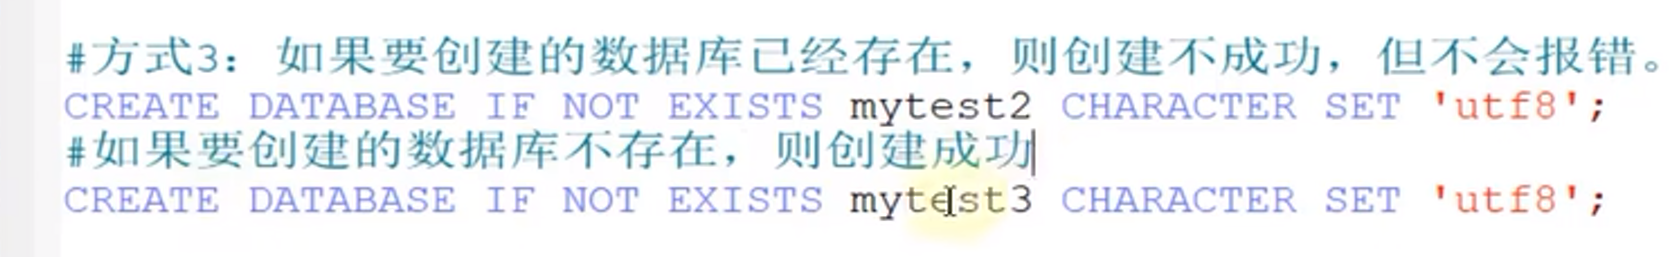 #方式3：如果要创建的数据库已经存在，则创建不成功，但不会报错。
CREATE DATABASE IF NOT EXISTS mytest2 CHARACTER SET 'utf8';
#如果要创建的数据库不存在，则创建成功
CREATE DATABASE IF NOT EXISTS mytest3 CHARACTER SET 'utf8';